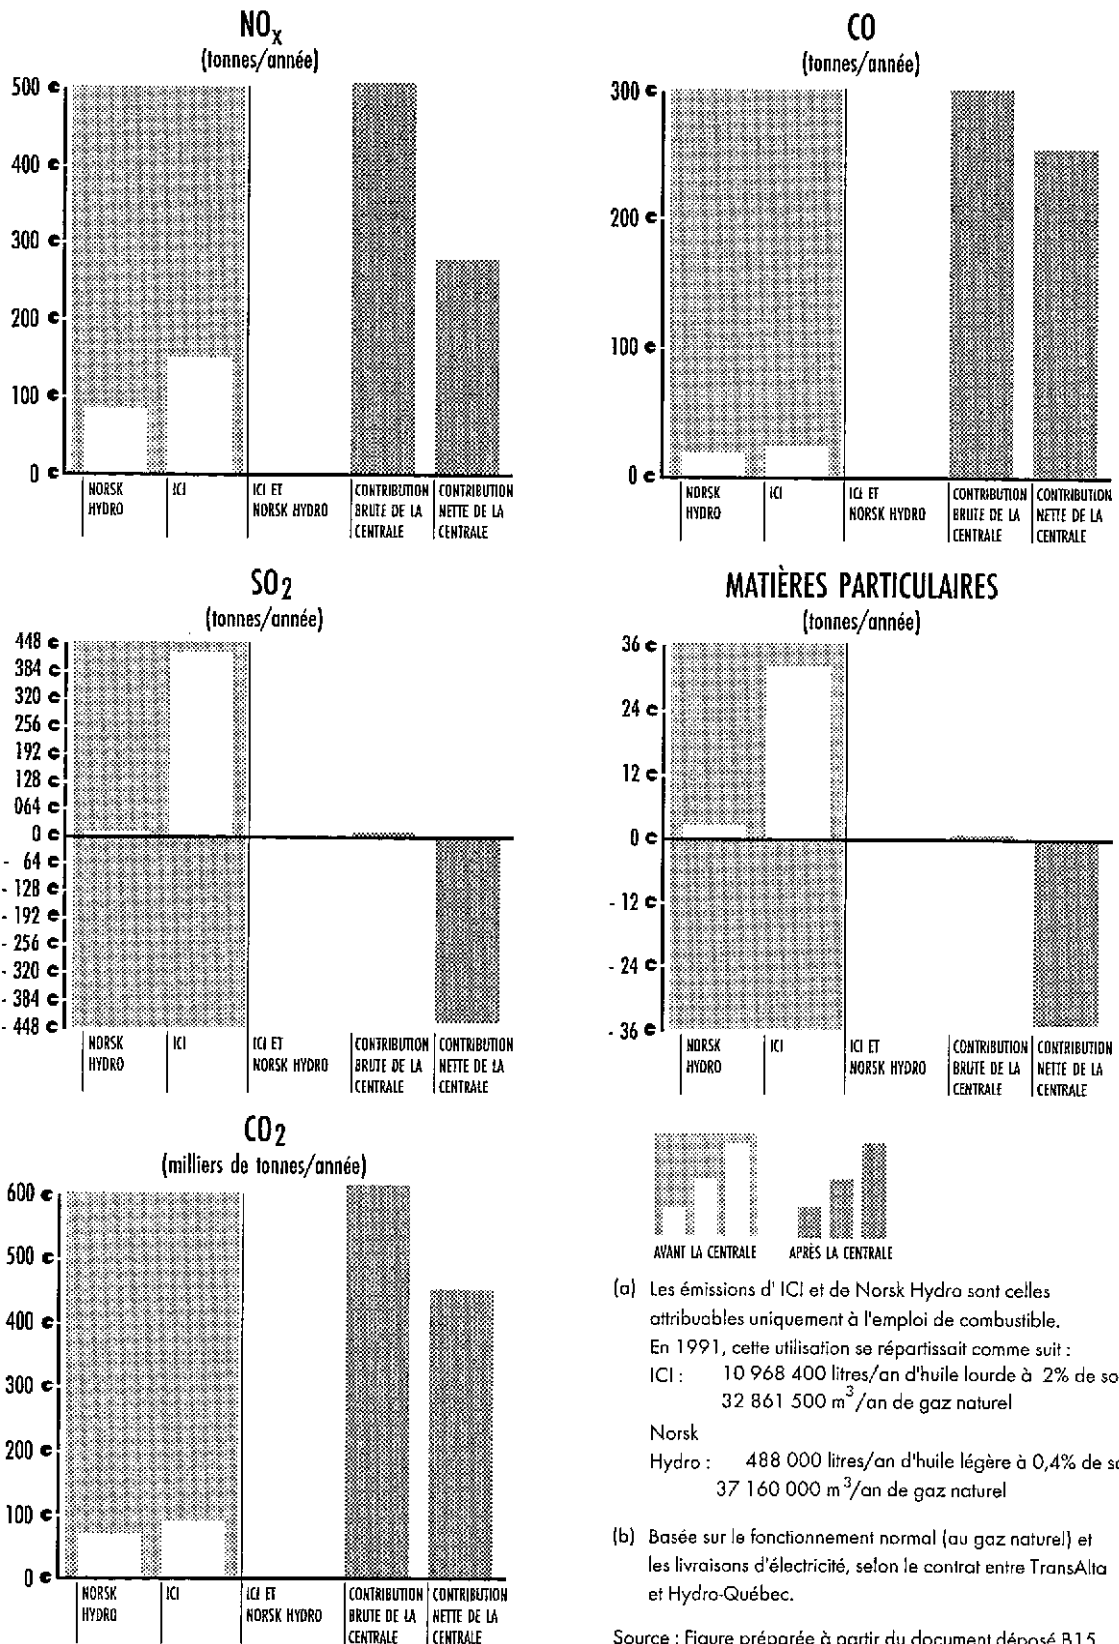 NOx
(tonnes/année)
500
400
300
200
100
0
NORSK HYDRO
ICI
ICI ET NORSK HYDRO
CONTRIBUTION BRUTE DE LA CENTRALE
CONTRIBUTION NETTE DE LA CENTRALE
CO
(tonnes/année)
300
200
100
0
NORSK HYDRO
ICI
ICI ET NORSK HYDRO
CONTRIBUTION BRUTE DE LA CENTRALE
CONTRIBUTION NETTE DE LA CENTRALE
SO2
(tonnes/année)
448
384
320
256
192
128
064
0
- 64
- 128
- 192
- 256
- 320
- 384
- 448
NORSK HYDRO
ICI
ICI ET NORSK HYDRO
CONTRIBUTION BRUTE DE LA CENTRALE
CONTRIBUTION NETTE DE LA CENTRALE
MATIÈRES PARTICULAIRES
(tonnes/année)
36
24
12
0
- 12
- 24
- 36
NORSK HYDRO
ICI
ICI ET NORSK HYDRO
CONTRIBUTION BRUTE DE LA CENTRALE
CONTRIBUTION NETTE DE LA CENTRALE
CO2
(milliers de tonnes/année)
600
500
400
300
200
100
0
NORSK HYDRO
ICI
ICI ET NORSK HYDRO
CONTRIBUTION BRUTE DE LA CENTRALE
CONTRIBUTION NETTE DE LA CENTRALE
AVANT LA CENTRALE
APRÈS LA CENTRALE
(a) Les émissions d' ICI et de Norsk Hydro sont celles
attribuables uniquement à l'emploi de combustible.
En 1991, cette utilisation se répartissait comme suit :
ICI : 10 968 400 litres/an d'huile lourde à 2% de so
32 861 500 m³/an de gaz naturel
Norsk
Hydro : 488 000 litres/an d'huile légère à 0,4% de so
37 160 000 m³/an de gaz naturel
(b) Basée sur le fonctionnement normal (au gaz naturel) et
les livraisons d'électricité, selon le contrat entre TransAlta
et Hydro-Québec.
Source : Figure préparée à partir du document déposé B15